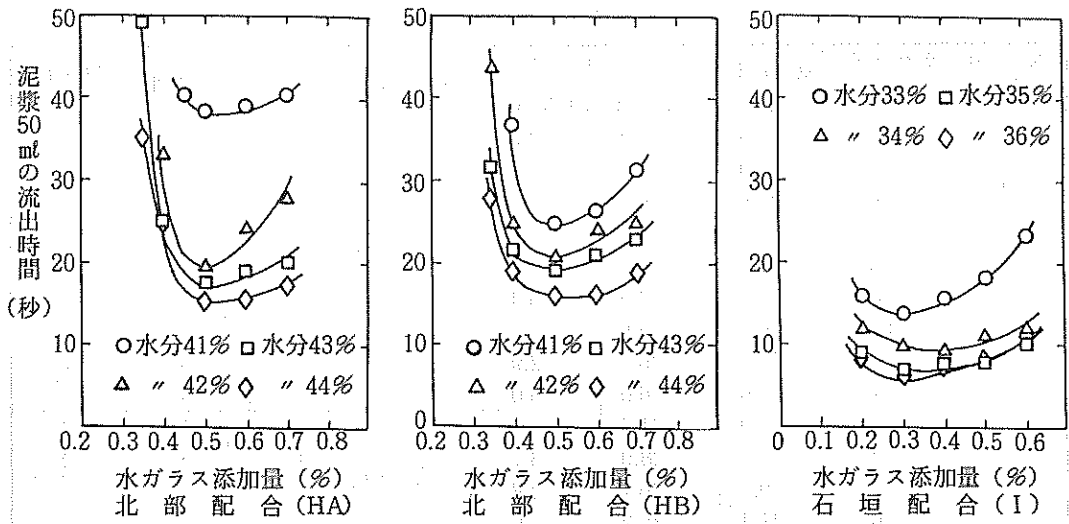 泥漿50㎖の流出時間(秒)
50
40
30
20
10
○水分41% □水分43%
△ 〃 42% ◇ 〃 44%
0.2 0.3 0.4 0.5 0.6 0.7 0.8
水ガラス添加量(%)
北部配合(HA)
50
40
30
20
10
0
○水分41% □水分43%
△ 〃 42% ◇ 〃 44%
0.2 0.3 0.4 0.5 0.6 0.7 0.8
水ガラス添加量(%)
北部配合(HB)
50
40
30
20
10
○水分33% □水分35%
△ 〃 34% ◇ 〃 36%
0 0.1 0.2 0.3 0.4 0.5 0.6
水ガラス添加量(%)
石垣配合(I)